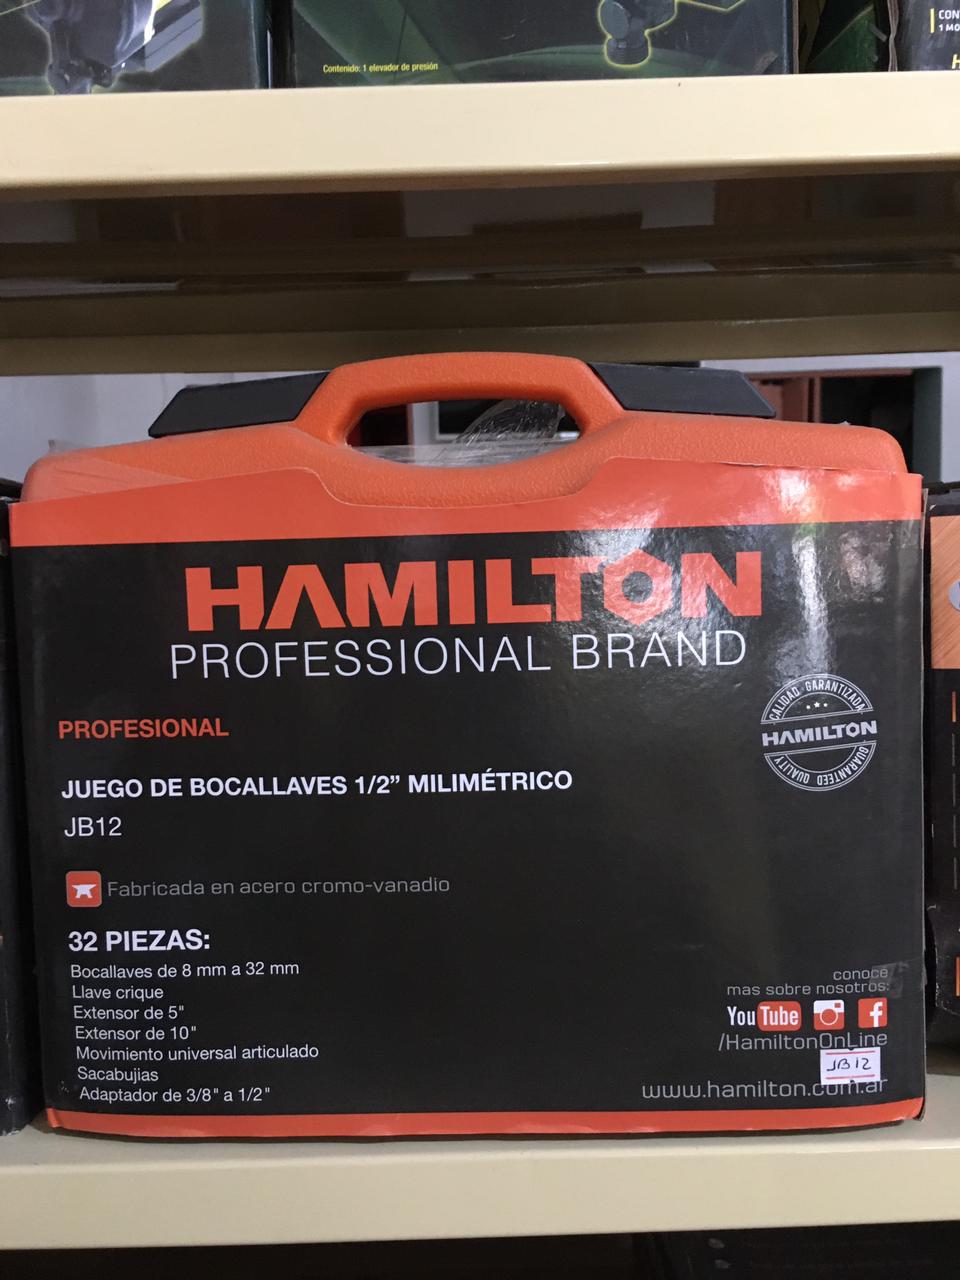 Contenido: 1 elevador de presión
CON
1 MO
H
HAMILTON
PROFESSIONAL BRAND
CALIDAD GARANTIZADA
HAMILTON
GUARANTEED QUALITY
PROFESIONAL
JUEGO DE BOCALLAVES 1/2” MILIMÉTRICO
JB12
Fabricada en acero cromo-vanadio
32 PIEZAS:
Bocallaves de 8 mm a 32 mm
Llave crique
Extensor de 5"
Extensor de 10"
Movimiento universal articulado
Sacabujias
Adaptador de 3/8" a 1/2"
conoce
mas sobre nosotros:
YouTube
/HamiltonOnLine
JB12
www.hamilton.com.ar